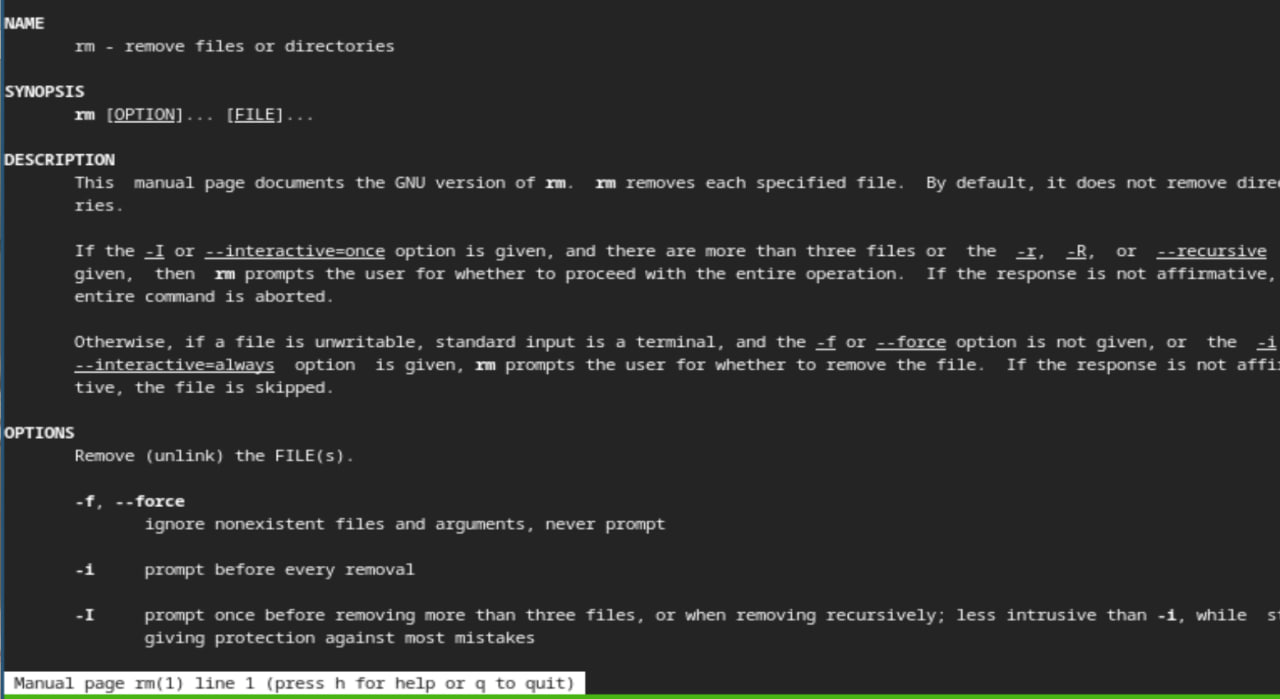 NAME
rm - remove files or directories
SYNOPSIS
rm [OPTION]... [FILE]...
DESCRIPTION
This  manual page documents the GNU version of rm.  rm removes each specified file.  By default, it does not remove direc
ries.
If the -I or --interactive=once option is given, and there are more than three files or  the  -r,  -R,  or  --recursive
given,  then  rm prompts the user for whether to proceed with the entire operation.  If the response is not affirmative,
entire command is aborted.
Otherwise, if a file is unwritable, standard input is a terminal, and the -f or --force option is not given, or  the  -i
--interactive=always  option  is given, rm prompts the user for whether to remove the file.  If the response is not affi
tive, the file is skipped.
OPTIONS
Remove (unlink) the FILE(s).
-f, --force
ignore nonexistent files and arguments, never prompt
-i     prompt before every removal
-I     prompt once before removing more than three files, or when removing recursively; less intrusive than -i, while  st
giving protection against most mistakes
Manual page rm(1) line 1 (press h for help or q to quit)